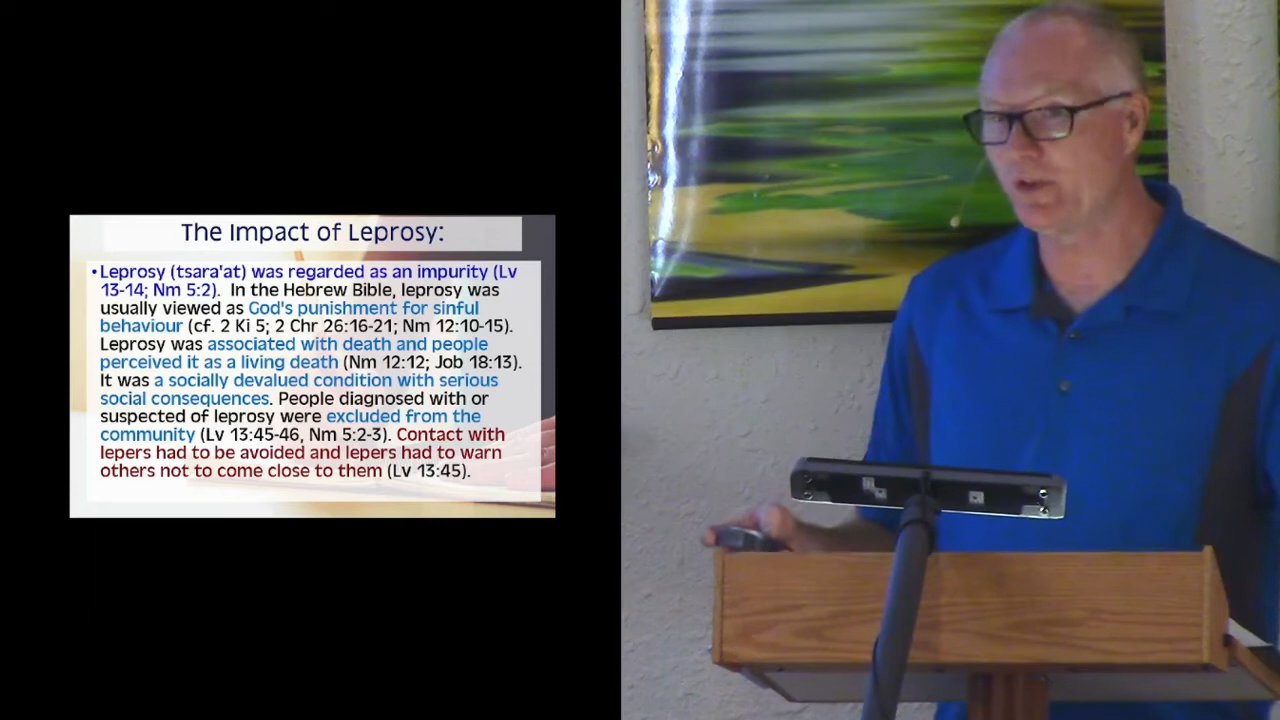 The Impact of Leprosy:
•Leprosy (tsara'at) was regarded as an impurity (Lv
13-14; Nm 5:2). In the Hebrew Bible, leprosy was
usually viewed as God's punishment for sinful
behaviour (cf. 2 Ki 5; 2 Chr 26:16-21; Nm 12:10-15).
Leprosy was associated with death and people
perceived it as a living death (Nm 12:12; Job 18:13).
It was a socially devalued condition with serious
social consequences. People diagnosed with or
suspected of leprosy were excluded from the
community (Lv 13:45-46, Nm 5:2-3). Contact with
lepers had to be avoided and lepers had to warn
others not to come close to them (Lv 13:45).